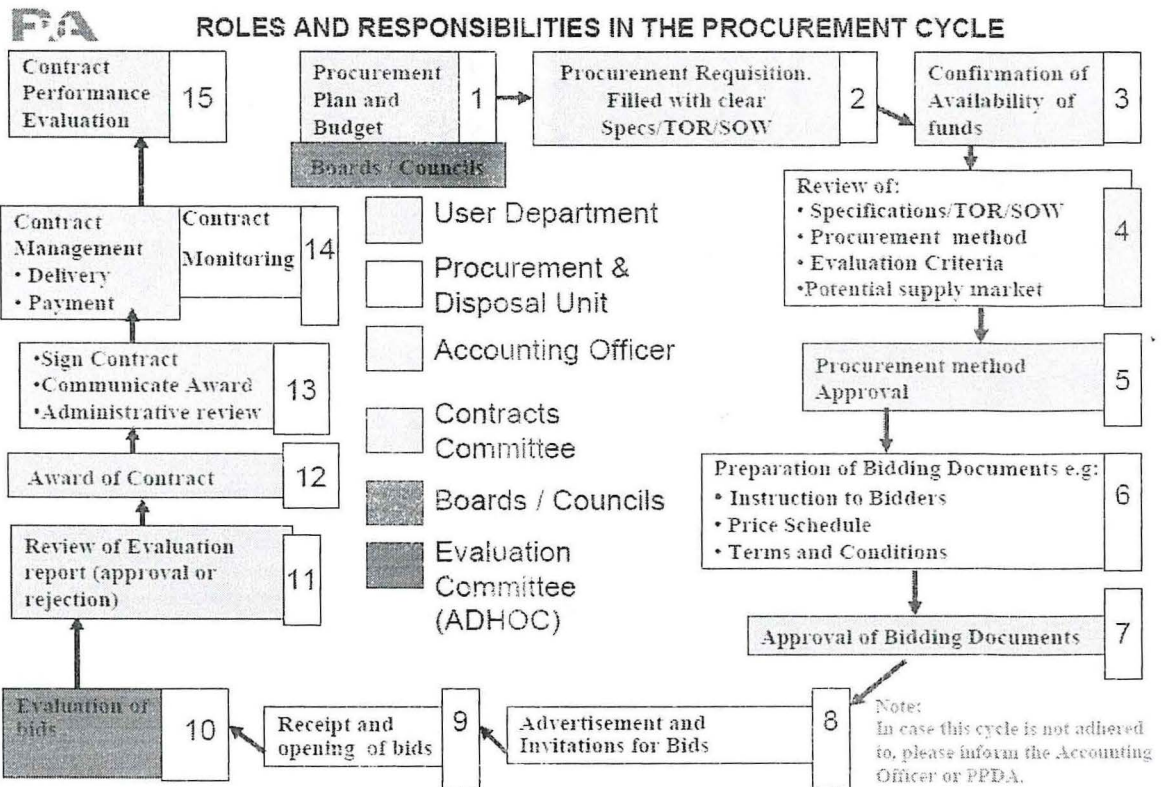 PPDA
ROLES AND RESPONSIBILITIES IN THE PROCUREMENT CYCLE
Procurement
Plan and
Budget
1
Boards / Councils
Procurement Requisition.
Filled with clear
Specs/TOR/SOW
2
Confirmation of
Availability of
funds
3
Review of:
• Specifications/TOR/SOW
• Procurement method
• Evaluation Criteria
•Potential supply market
4
Procurement method
Approval
5
Preparation of Bidding Documents e.g:
• Instruction to Bidders
• Price Schedule
• Terms and Conditions
6
Approval of Bidding Documents
7
Advertisement and
Invitations for Bids
8
Receipt and
opening of bids
9
Evaluation of
bids
10
Review of Evaluation
report (approval or
rejection)
11
Award of Contract
12
•Sign Contract
•Communicate Award
•Administrative review
13
Contract
Management
• Delivery
• Payment
Contract
Monitoring
14
Contract
Performance
Evaluation
15
User Department
Procurement &
Disposal Unit
Accounting Officer
Contracts
Committee
Boards / Councils
Evaluation
Committee
(ADHOC)
Note:
In case this cycle is not adhered
to, please inform the Accounting
Officer or PPDA.